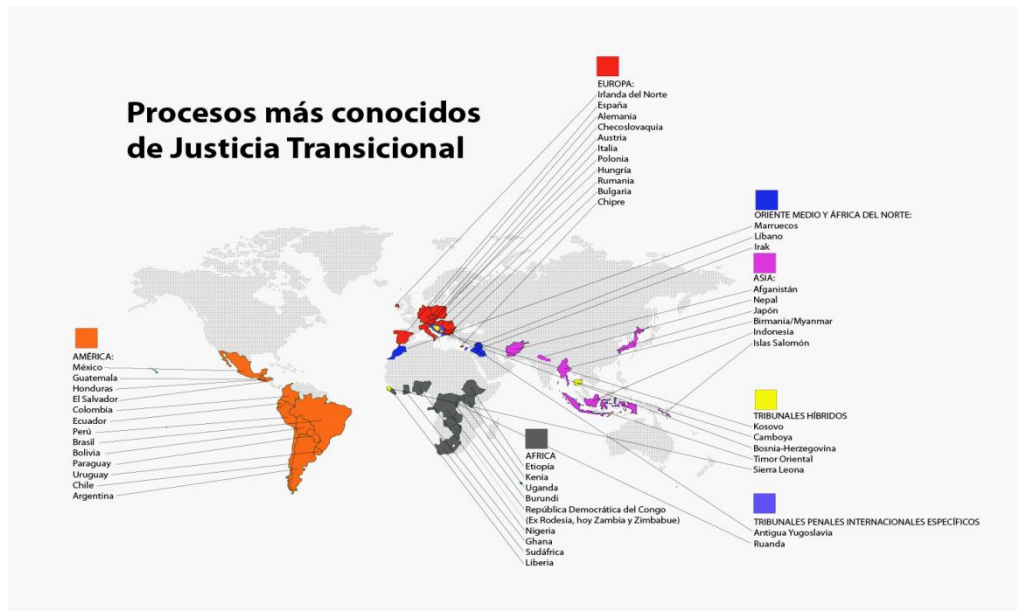 Procesos más conocidos
de Justicia Transicional
EUROPA:
Irlanda del Norte
España
Alemania
Checoslovaquia
Austria
Italia
Polonia
Hungría
Rumania
Bulgaria
Chipre
ORIENTE MEDIO Y ÁFRICA DEL NORTE:
Marruecos
Líbano
Irak
ASIA:
Afganistán
Nepal
Japón
Birmania/Myanmar
Indonesia
Islas Salomón
AMÉRICA:
México
Guatemala
Honduras
El Salvador
Colombia
Ecuador
Perú
Brasil
Bolivia
Paraguay
Uruguay
Chile
Argentina
TRIBUNALES HÍBRIDOS
Kosovo
Camboya
Bosnia-Herzegovina
Timor Oriental
Sierra Leona
AFRICA
Etiopía
Kenia
Uganda
Burundi
República Democrática del Congo
(Ex Rodesia, hoy Zambia y Zimbabue)
Nigeria
Ghana
Sudáfrica
Liberia
TRIBUNALES PENALES INTERNACIONALES ESPECÍFICOS
Antigua Yugoslavia
Ruanda